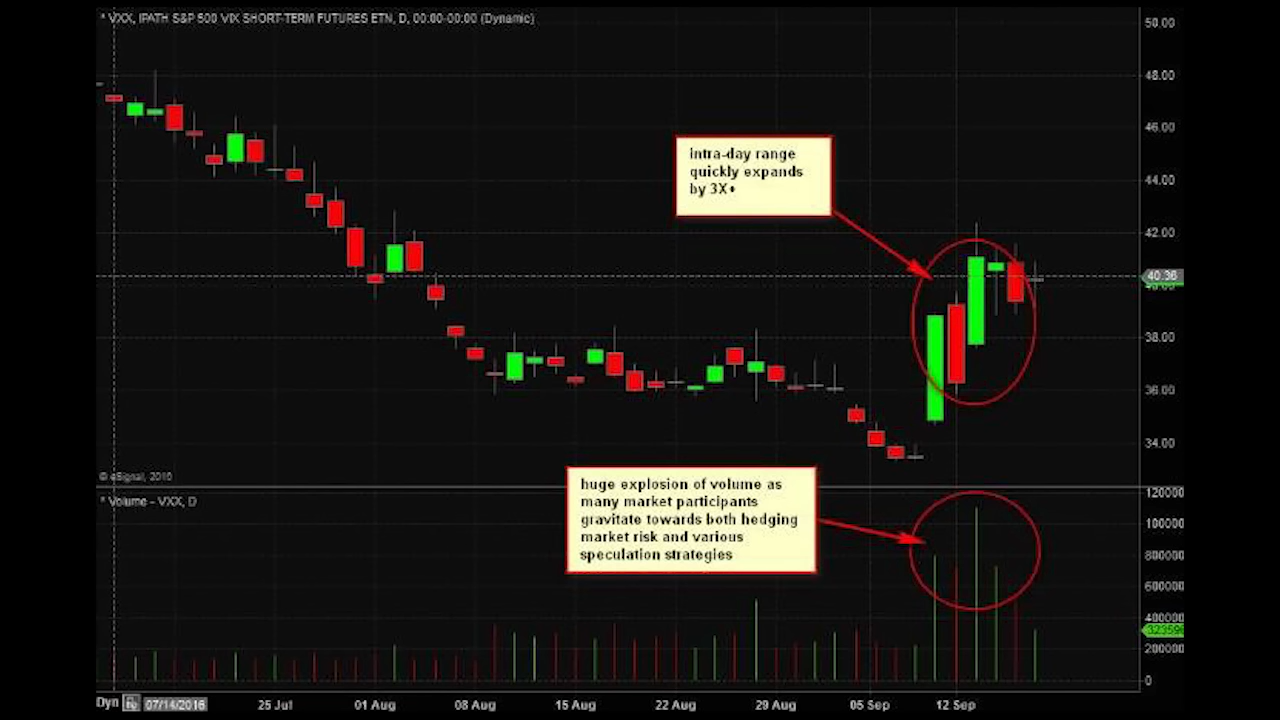 * VXX, IPATH S&P 500 VIX SHORT-TERM FUTURES ETN, D, 00:00-00:00 (Dynamic)
50.00
48.00
46.00
intra-day range
quickly expands
by 3X+
44.00
42.00
40.36
40.00
38.00
36.00
34.00
© eSignal, 2016
huge explosion of volume as
many market participants
gravitate towards both hedging
market risk and various
speculation strategies
* Volume - VXX, D
120000
100000
800000
600000
400000
200000
0
Dyn
07/14/2016
25 Jul
01 Aug
08 Aug
15 Aug
22 Aug
29 Aug
05 Sep
12 Sep